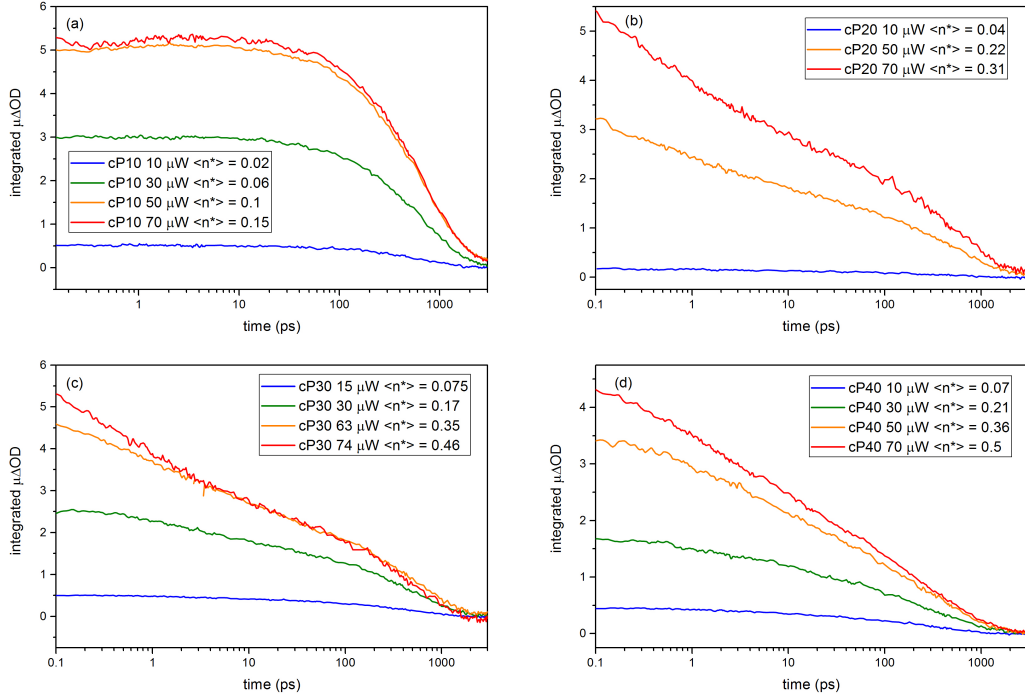 (a)
integrated μΔOD
6
5
4
3
2
1
0
cP10 10 μW <n*> = 0.02
cP10 30 μW <n*> = 0.06
cP10 50 μW <n*> = 0.1
cP10 70 μW <n*> = 0.15
1 10 100 1000
time (ps)
(b)
integrated μΔOD
5
4
3
2
1
0
cP20 10 μW <n*> = 0.04
cP20 50 μW <n*> = 0.22
cP20 70 μW <n*> = 0.31
0.1 1 10 100 1000
time (ps)
(c)
integrated μΔOD
6
5
4
3
2
1
0
cP30 15 μW <n*> = 0.075
cP30 30 μW <n*> = 0.17
cP30 63 μW <n*> = 0.35
cP30 74 μW <n*> = 0.46
0.1 1 10 100 1000
time (ps)
(d)
integrated μΔOD
4
3
2
1
0
cP40 10 μW <n*> = 0.07
cP40 30 μW <n*> = 0.21
cP40 50 μW <n*> = 0.36
cP40 70 μW <n*> = 0.5
0.1 1 10 100 1000
time (ps)